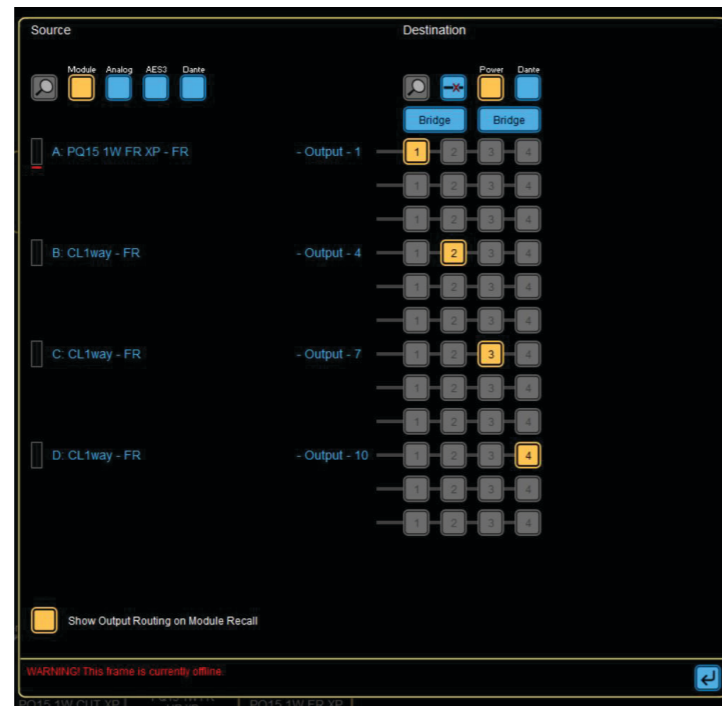 Source Destination
Module Analog AES3 Dante Power Dante
Bridge Bridge
A: PQ15 1W FR XP - FR - Output - 1 1 2 3 4
1 2 3 4
1 2 3 4
B: CL1way - FR - Output - 4 1 2 3 4
1 2 3 4
1 2 3 4
C: CL1way - FR - Output - 7 1 2 3 4
1 2 3 4
1 2 3 4
D: CL1way - FR - Output - 10 1 2 3 4
1 2 3 4
1 2 3 4
Show Output Routing on Module Recall
WARNING! This frame is currently offline
PQ15 1W CUT XP PQ15 1W FR XP